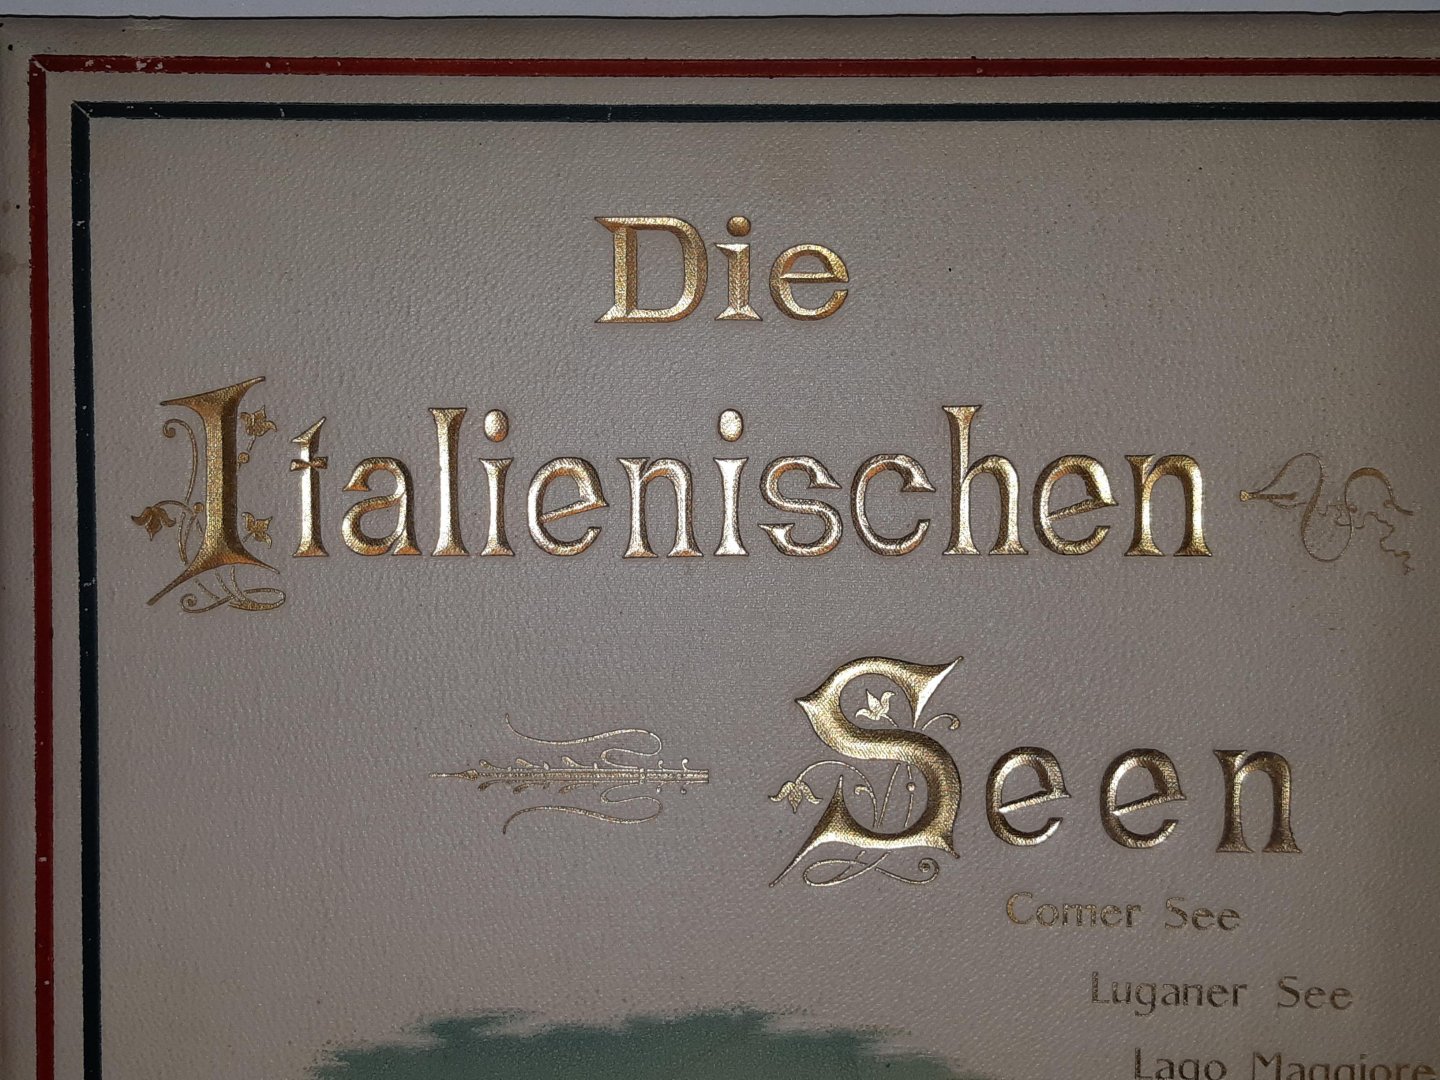 Die
Italienischen
Seen
Comer See
Luganer See
Lago Maggiore